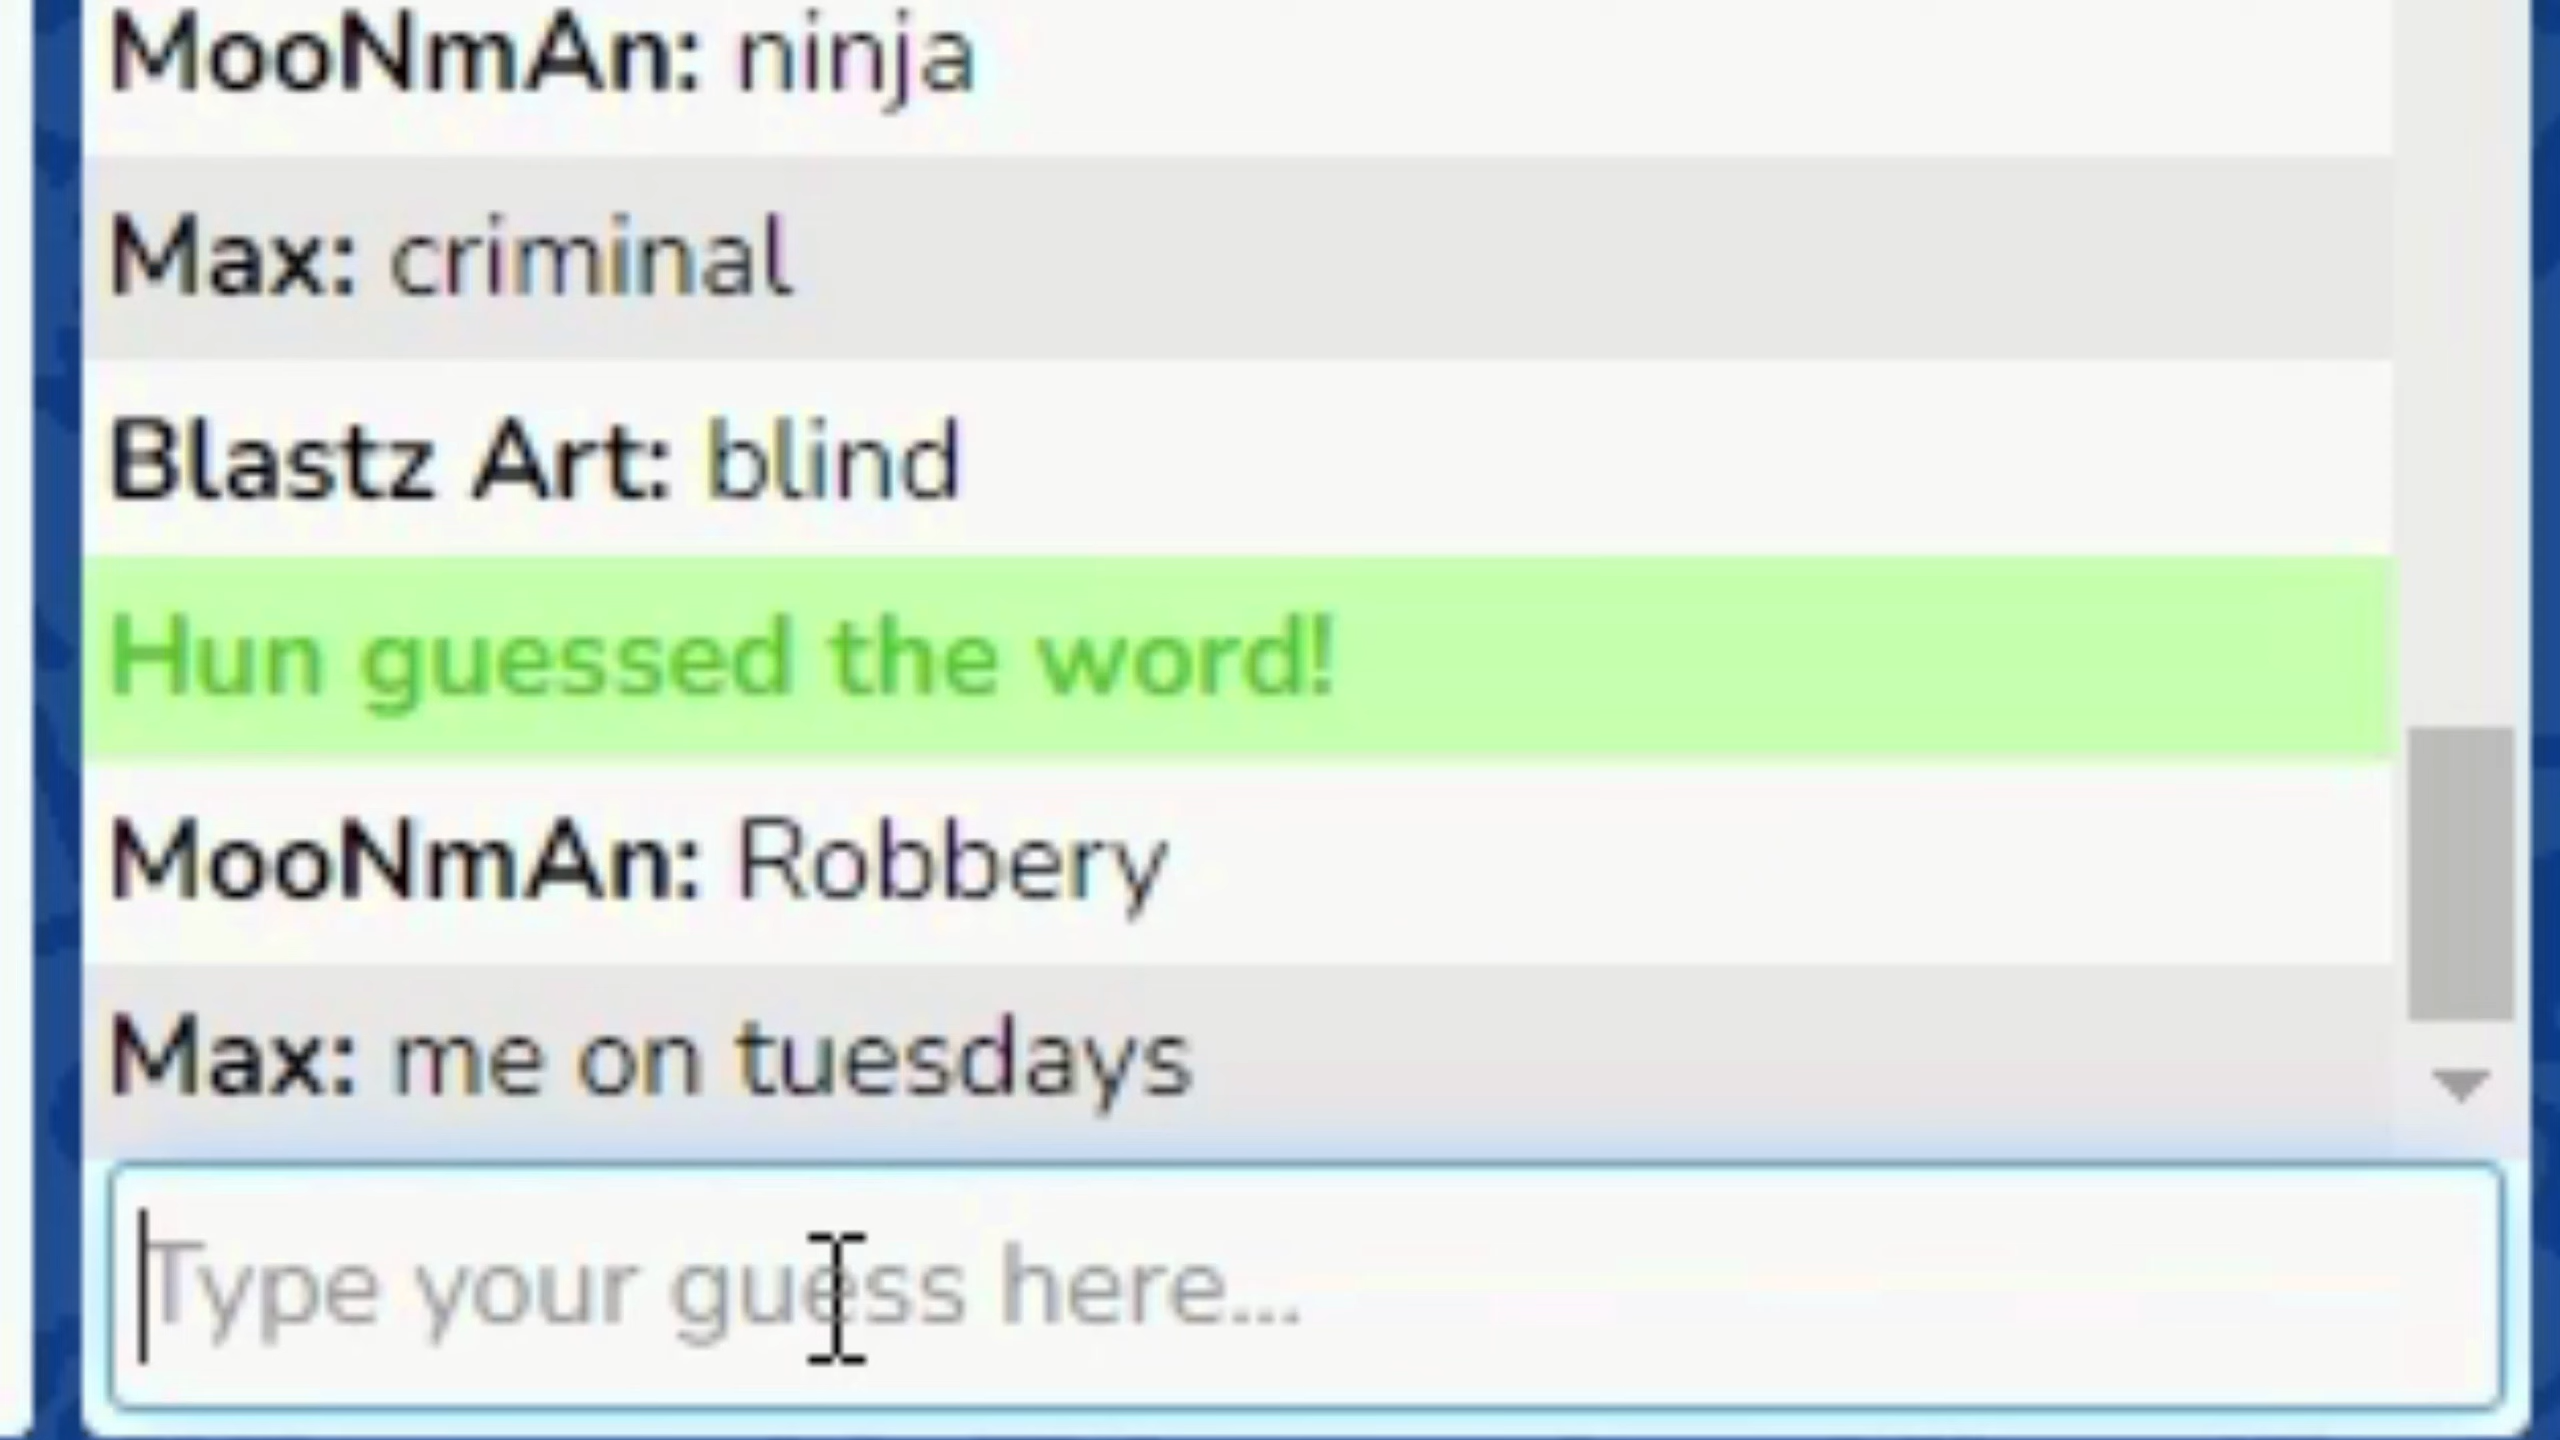 MooNmAn: ninja
Max: criminal
Blastz Art: blind
Hun guessed the word!
MooNmAn: Robbery
Max: me on tuesdays
Type your guess here...